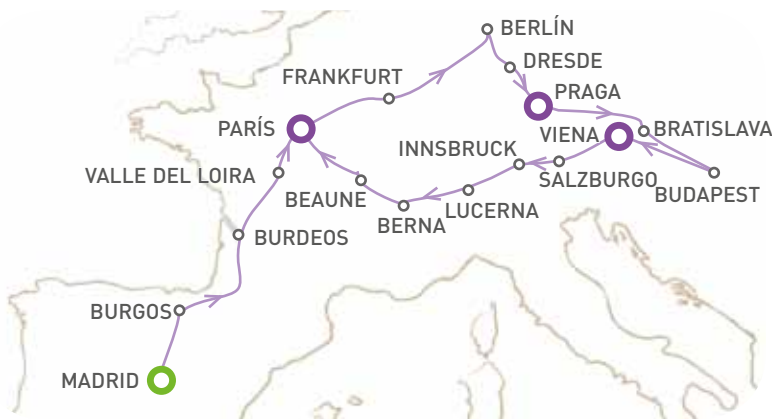 BERLÍN
DRESDE
FRANKFURT
PRAGA
PARÍS
VIENA
BRATISLAVA
INNSBRUCK
VALLE DEL LOIRA
SALZBURGO
BUDAPEST
BEAUNE
LUCERNA
BERNA
BURDEOS
BURGOS
MADRID